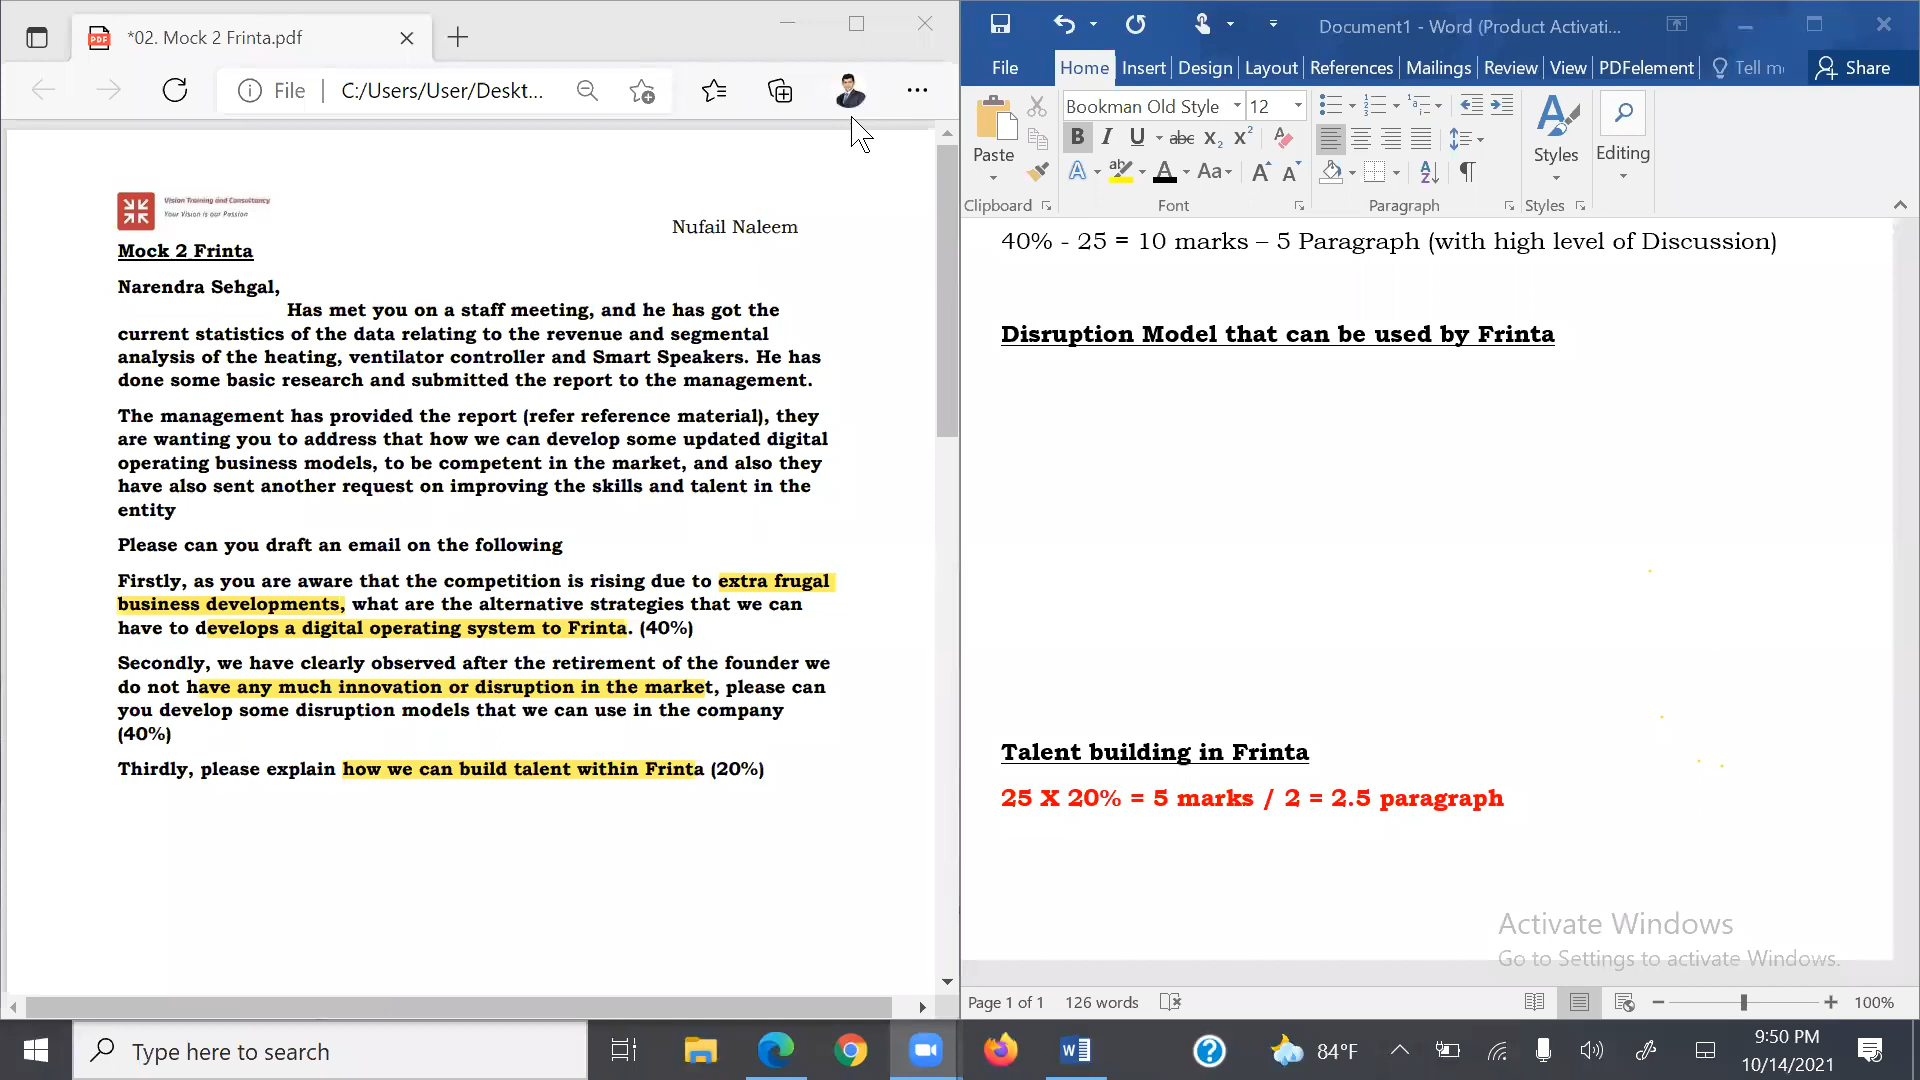 *02. Mock 2 Frinta.pdf
File
C:/Users/User/Deskt...
Vision Training and Consultancy
Your Vision is our Passion
Nufail Naleem
Mock 2 Frinta
Narendra Sehgal,
Has met you on a staff meeting, and he has got the
current statistics of the data relating to the revenue and segmental
analysis of the heating, ventilator controller and Smart Speakers. He has
done some basic research and submitted the report to the management.
The management has provided the report (refer reference material), they
are wanting you to address that how we can develop some updated digital
operating business models, to be competent in the market, and also they
have also sent another request on improving the skills and talent in the
entity
Please can you draft an email on the following
Firstly, as you are aware that the competition is rising due to extra frugal
business developments, what are the alternative strategies that we can
have to develops a digital operating system to Frinta. (40%)
Secondly, we have clearly observed after the retirement of the founder we
do not have any much innovation or disruption in the market, please can
you develop some disruption models that we can use in the company
(40%)
Thirdly, please explain how we can build talent within Frinta (20%)
Document1 - Word (Product Activati...
File Home Insert Design Layout References Mailings Review View PDFelement Tell me Share
Paste
Clipboard
Bookman Old Style 12
B I U abc X2 X2
A ab A Aa A A
Font
Paragraph
Styles
Styles
Editing
40% - 25 = 10 marks – 5 Paragraph (with high level of Discussion)
Disruption Model that can be used by Frinta
Talent building in Frinta
25 X 20% = 5 marks / 2 = 2.5 paragraph
Activate Windows
Go to Settings to activate Windows.
Page 1 of 1 126 words
100%
Type here to search
84°F
9:50 PM
10/14/2021